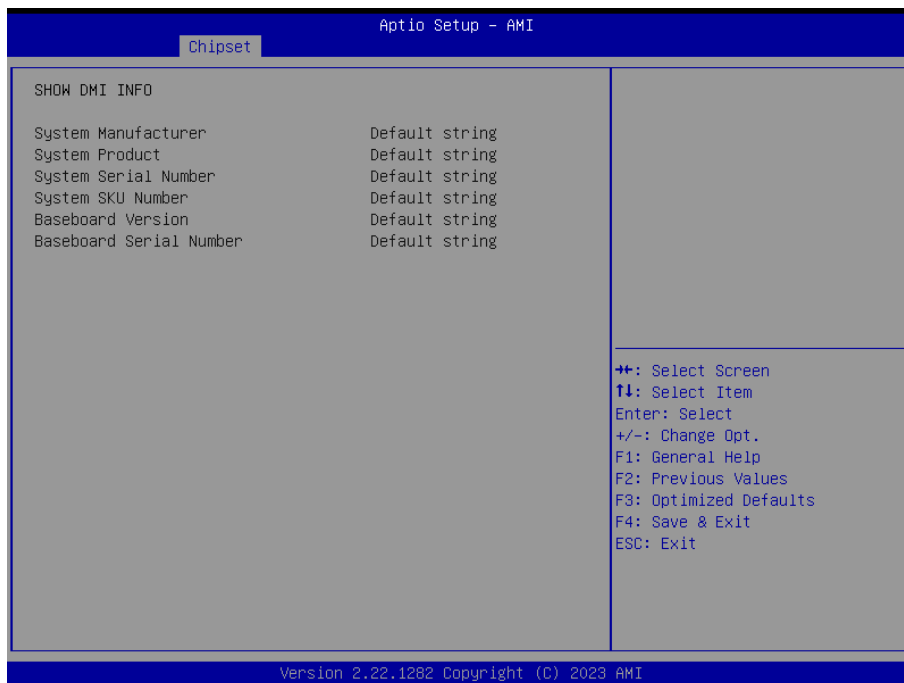 Aptio Setup – AMI
Chipset
SHOW DMI INFO
System Manufacturer Default string
System Product Default string
System Serial Number Default string
System SKU Number Default string
Baseboard Version Default string
Baseboard Serial Number Default string
→←: Select Screen
↑↓: Select Item
Enter: Select
+/-: Change Opt.
F1: General Help
F2: Previous Values
F3: Optimized Defaults
F4: Save & Exit
ESC: Exit
Version 2.22.1282 Copyright (C) 2023 AMI